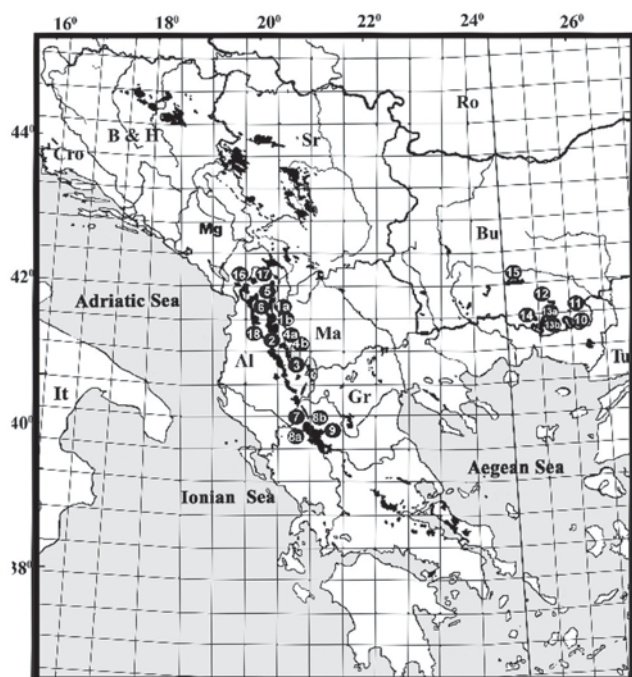 16⁰ 18⁰ 20⁰ 22⁰ 24⁰ 26⁰
Ro
44⁰
B & H
Sr
Cro
Mg
Bu
42⁰
16 17 15
5 12
Adriatic Sea
6 1a 11
14 13a
1b 13b 10
18 4a Ma
2 4b
Al Tu
3
It
Gr
40⁰
7 8b
8a 9
Aegean Sea
Ionian Sea
38⁰